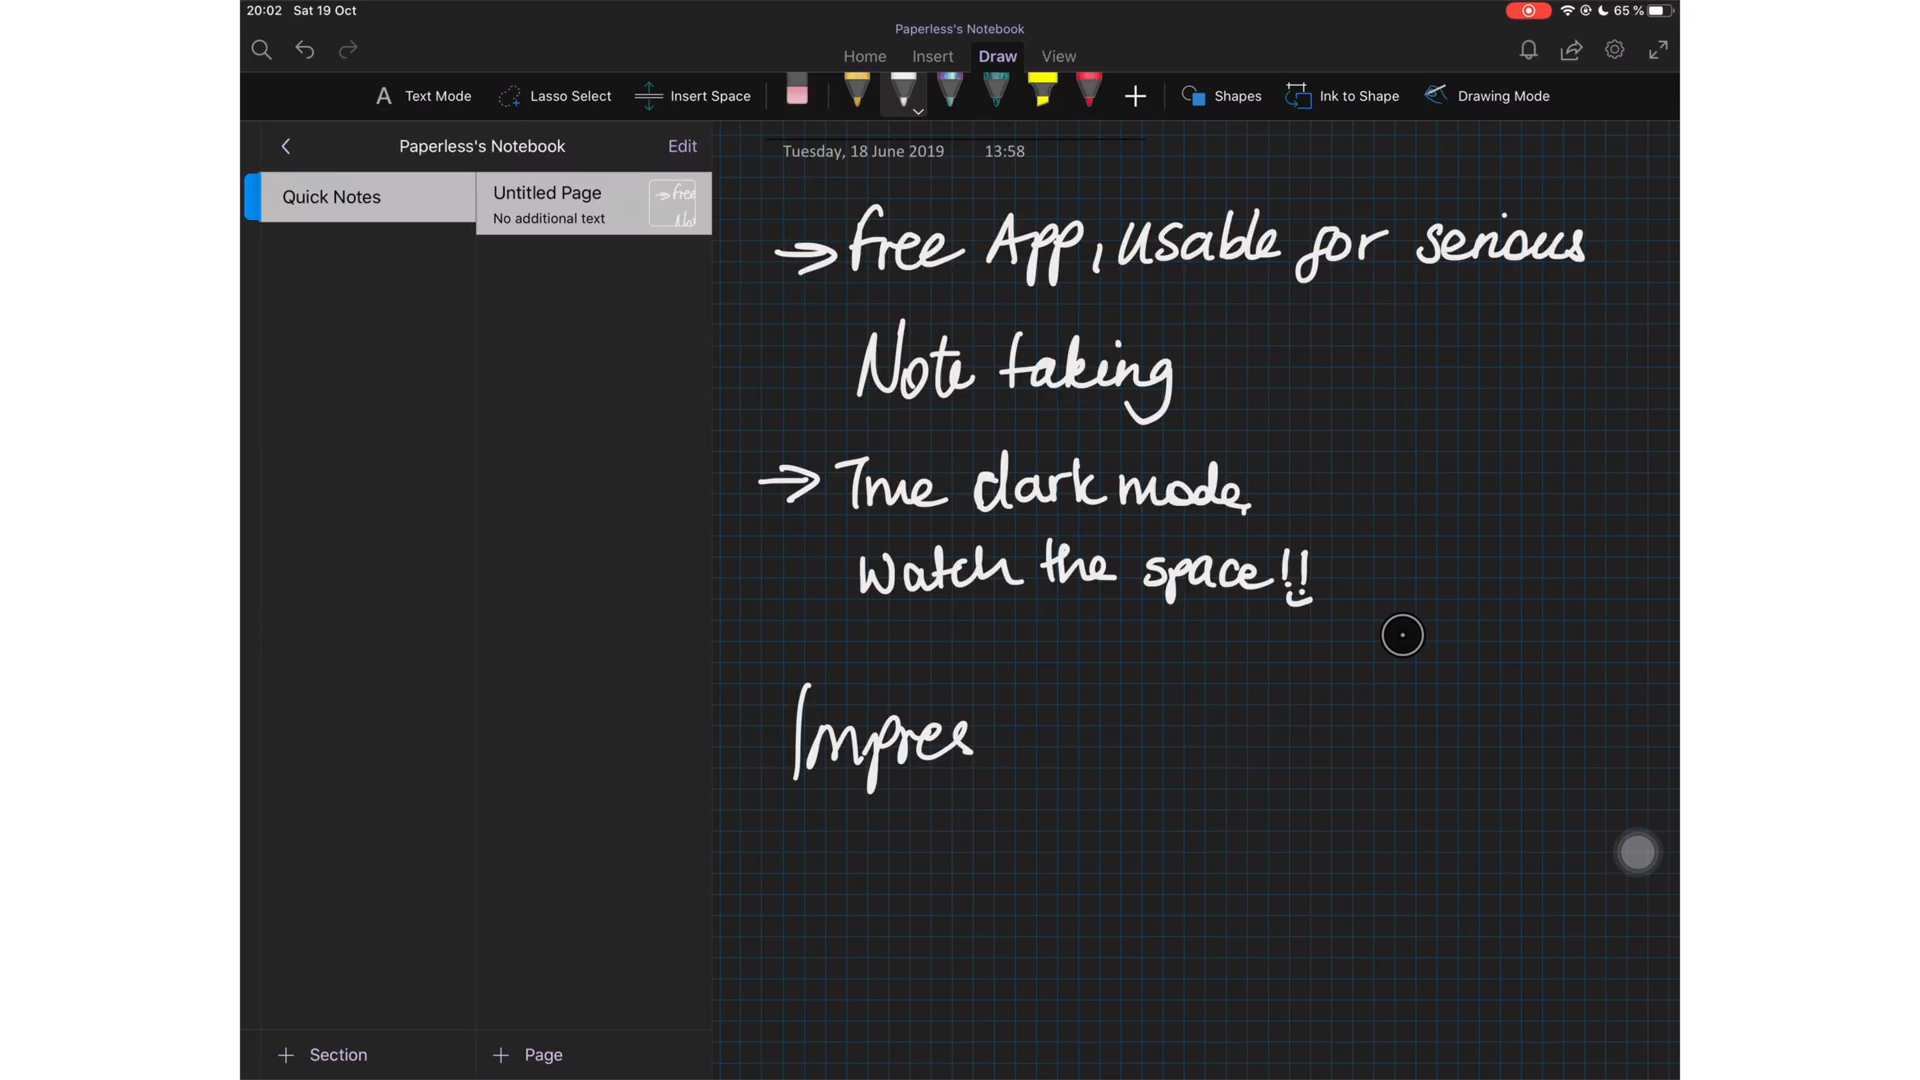 20:02 Sat 19 Oct 65 %
Paperless's Notebook
Home Insert Draw View
Text Mode Lasso Select Insert Space Shapes Ink to Shape Drawing Mode
Paperless's Notebook Edit
Quick Notes
Untitled Page
No additional text
Tuesday, 18 June 2019 13:58
→ Free App, Usable for serious
Note taking
→ True dark mode,
Watch the space!!
Impres
+ Section
+ Page